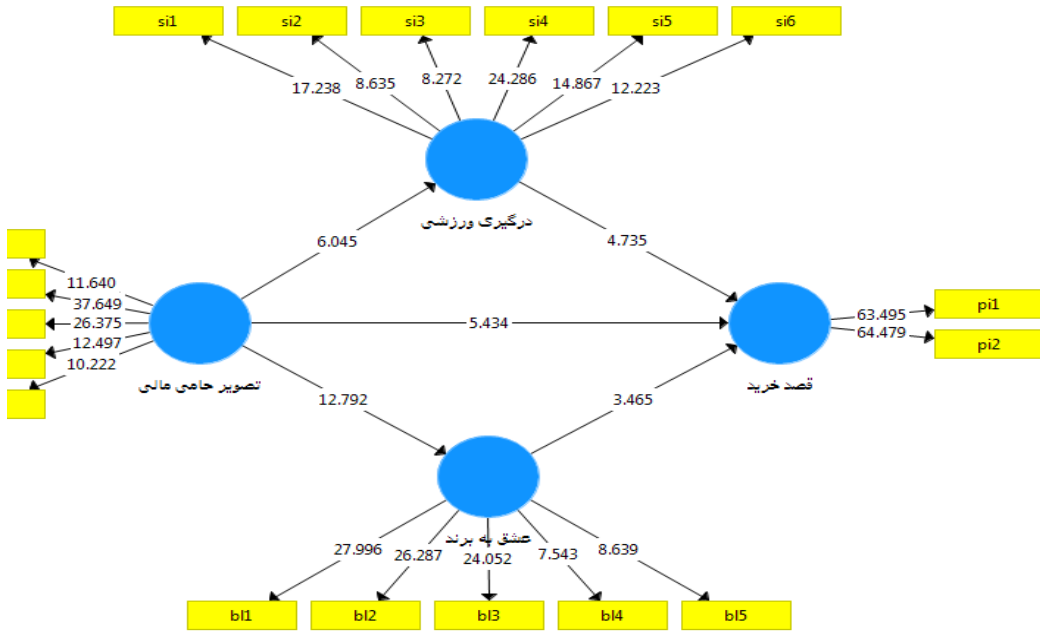 si1
si2
si3
si4
si5
si6
17.238
8.635
8.272
24.286
14.867
12.223
درگیری ورزشی
6.045
4.735
11.640
37.649
26.375
12.497
10.222
تصویر حامی مالی
5.434
63.495
64.479
pi1
pi2
قصد خرید
12.792
3.465
عشق به برند
27.996
26.287
24.052
7.543
8.639
bl1
bl2
bl3
bl4
bl5